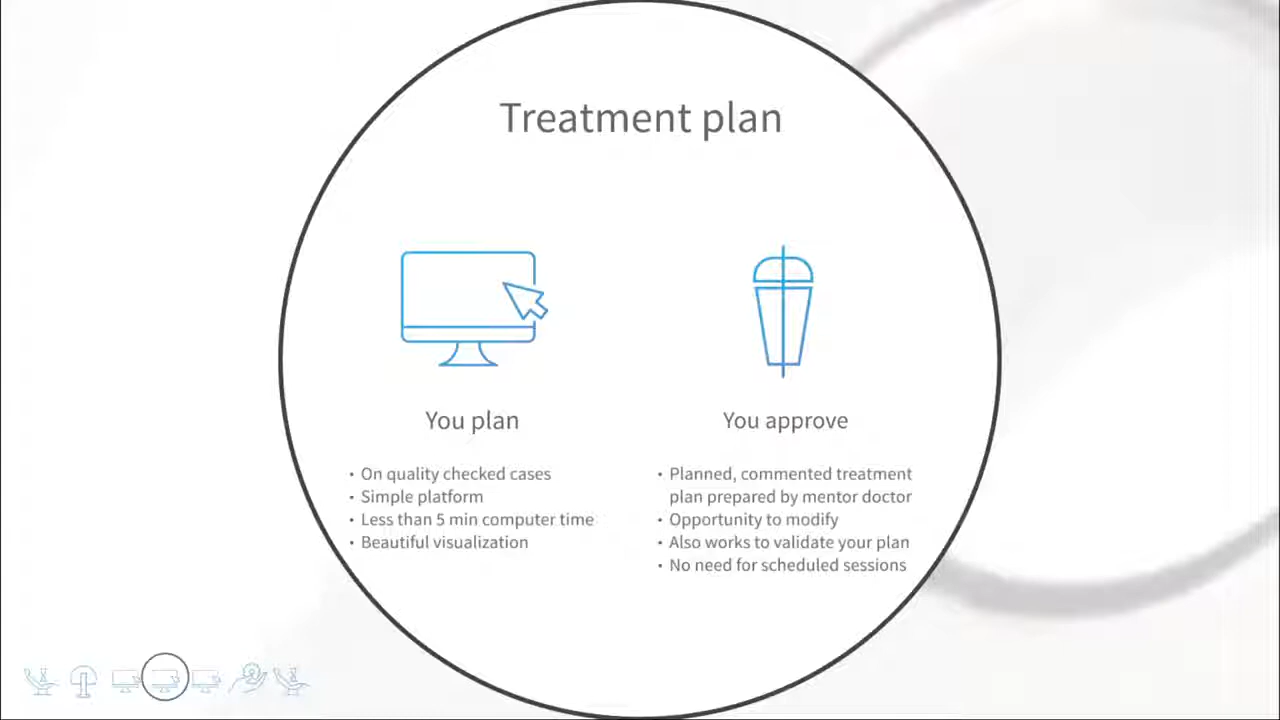 Treatment plan
You plan
• On quality checked cases
• Simple platform
• Less than 5 min computer time
• Beautiful visualization
You approve
• Planned, commented treatment
plan prepared by mentor doctor
• Opportunity to modify
• Also works to validate your plan
• No need for scheduled sessions